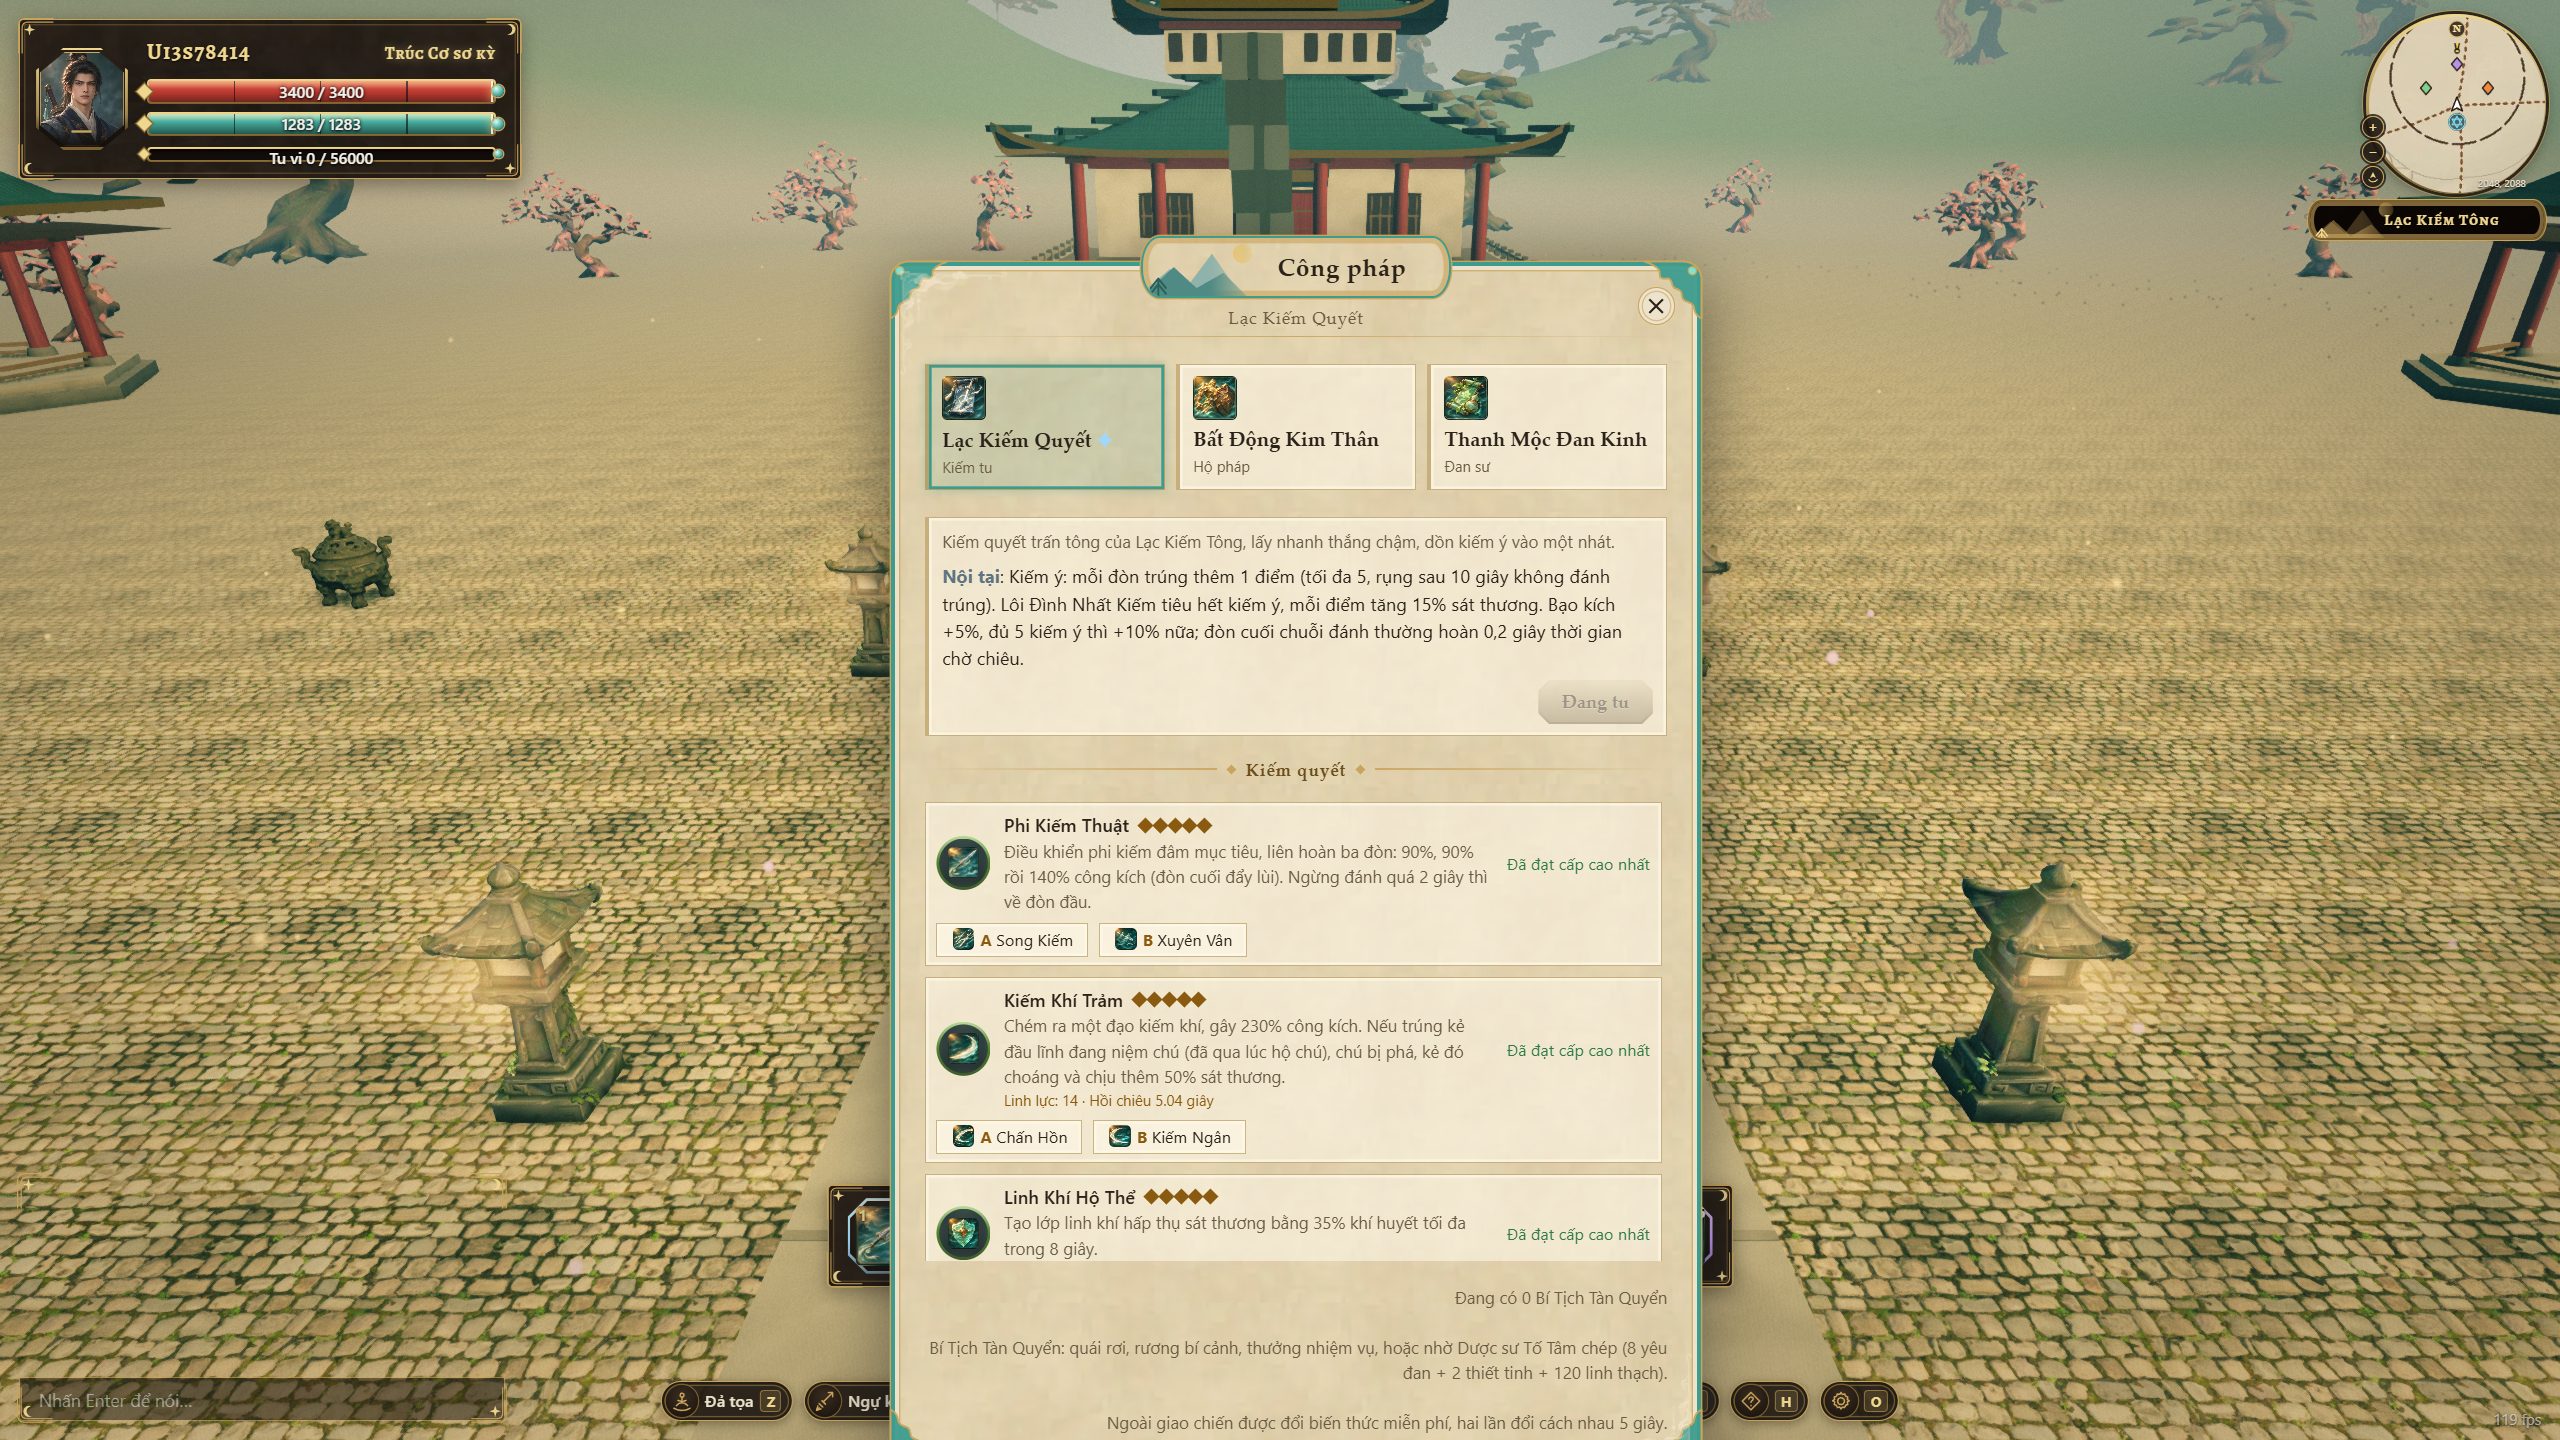 U13S78414
Trúc Cơ sơ kỳ
3400 / 3400
1283 / 1283
Tu vi 0 / 56000
N
2048, 2088
Lạc Kiếm Tông
Công pháp
Lạc Kiếm Quyết
Lạc Kiếm Quyết
Kiếm tu
Bất Động Kim Thân
Hộ pháp
Thanh Mộc Đan Kinh
Đan sư
Kiếm quyết trấn tông của Lạc Kiếm Tông, lấy nhanh thắng chậm, dồn kiếm ý vào một nhát.
Nội tại: Kiếm ý: mỗi đòn trúng thêm 1 điểm (tối đa 5, rụng sau 10 giây không đánh
trúng). Lôi Đình Nhất Kiếm tiêu hết kiếm ý, mỗi điểm tăng 15% sát thương. Bạo kích
+5%, đủ 5 kiếm ý thì +10% nữa; đòn cuối chuỗi đánh thường hoàn 0,2 giây thời gian
chờ chiêu.
Đang tu
Kiếm quyết
Phi Kiếm Thuật
Điều khiển phi kiếm đâm mục tiêu, liên hoàn ba đòn: 90%, 90%
rồi 140% công kích (đòn cuối đẩy lùi). Ngừng đánh quá 2 giây thì
về đòn đầu.
Đã đạt cấp cao nhất
A Song Kiếm
B Xuyên Vân
Kiếm Khí Trảm
Chém ra một đạo kiếm khí, gây 230% công kích. Nếu trúng kẻ
đầu lĩnh đang niệm chú (đã qua lúc hộ chú), chú bị phá, kẻ đó
choáng và chịu thêm 50% sát thương.
Linh lực: 14 · Hồi chiêu 5.04 giây
Đã đạt cấp cao nhất
A Chấn Hồn
B Kiếm Ngân
Linh Khí Hộ Thể
Tạo lớp linh khí hấp thụ sát thương bằng 35% khí huyết tối đa
trong 8 giây.
Đã đạt cấp cao nhất
1
Đang có 0 Bí Tịch Tàn Quyển
Bí Tịch Tàn Quyển: quái rơi, rương bí cảnh, thưởng nhiệm vụ, hoặc nhờ Dược sư Tố Tâm chép (8 yêu
đan + 2 thiết tinh + 120 linh thạch).
Ngoài giao chiến được đổi biến thức miễn phí, hai lần đổi cách nhau 5 giây.
Nhấn Enter để nói...
Đả tọa Z
Ngự k
H
O
119 fps